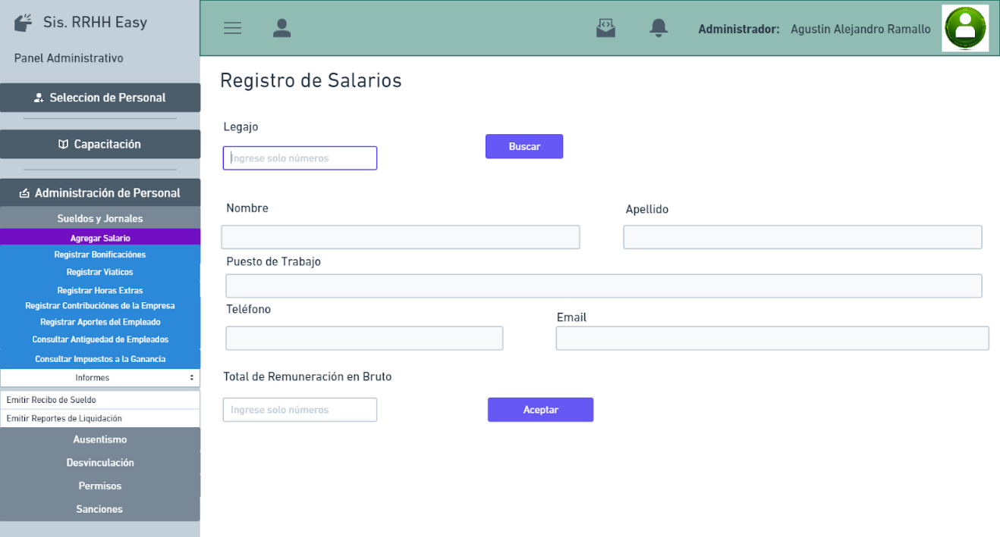 Sis. RRHH Easy
Panel Administrativo
Seleccion de Personal
Capacitación
Administración de Personal
Sueldos y Jornales
Agregar Salario
Registrar Bonificaciónes
Registrar Viaticos
Registrar Horas Extras
Registrar Contribuciónes de la Empresa
Registrar Aportes del Empleado
Consultar Antiguedad de Empleados
Consultar Impuestos a la Ganancia
Informes
Emitir Recibo de Sueldo
Emitir Reportes de Liquidación
Ausentismo
Desvinculación
Permisos
Sanciones
Administrador: Agustin Alejandro Ramallo
Registro de Salarios
Legajo
Ingrese solo números
Buscar
Nombre
Apellido
Puesto de Trabajo
Teléfono
Email
Total de Remuneración en Bruto
Ingrese solo números
Aceptar